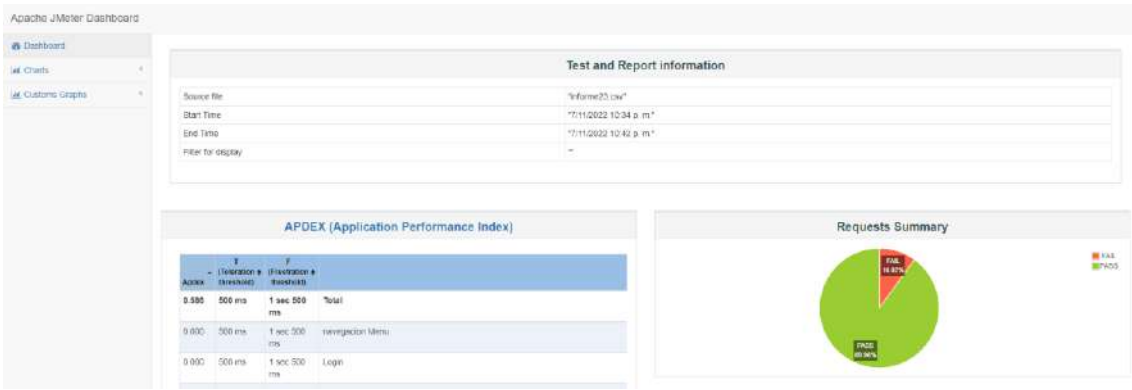 Apache JMeter Dashboard
Dashboard
Charts
Customs Graphs
Test and Report information
Source file "informe23.csv"
Start Time "7/11/2022 10:34 p. m."
End Time "7/11/2022 10:42 p. m."
Filter for display ""
APDEX (Application Performance Index)
Apdex T (Toleration threshold) F (Frustration threshold)
500 ms 1 sec 500 ms Total
0.000 500 ms 1 sec 500 ms navegacion Menu
0.000 500 ms 1 sec 500 ms Login
Requests Summary
FAIL
PASS
FAIL
PASS